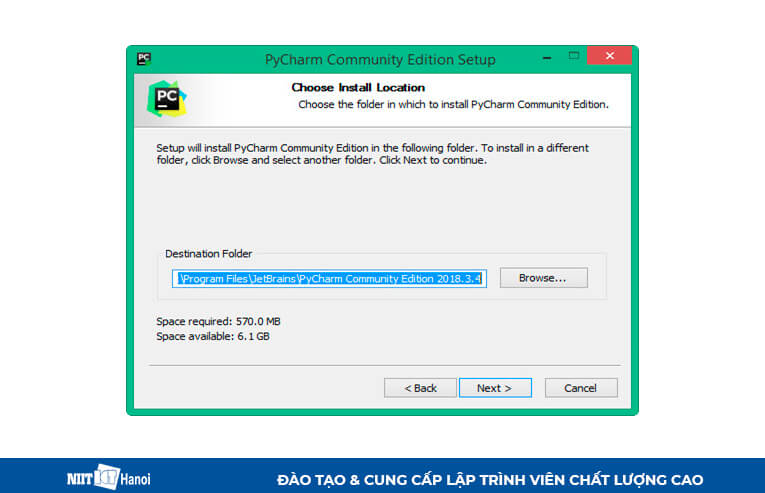 PC
PyCharm Community Edition Setup
PC
Choose Install Location
Choose the folder in which to install PyCharm Community Edition.
Setup will install PyCharm Community Edition in the following folder. To install in a different
folder, click Browse and select another folder. Click Next to continue.
Destination Folder
\Program Files\JetBrains\PyCharm Community Edition 2018.3.4
Browse...
Space required: 570.0 MB
Space available: 6.1 GB
< Back
Next >
Cancel
NIIT ICT Hanoi
ĐÀO TẠO & CUNG CẤP LẬP TRÌNH VIÊN CHẤT LƯỢNG CAO